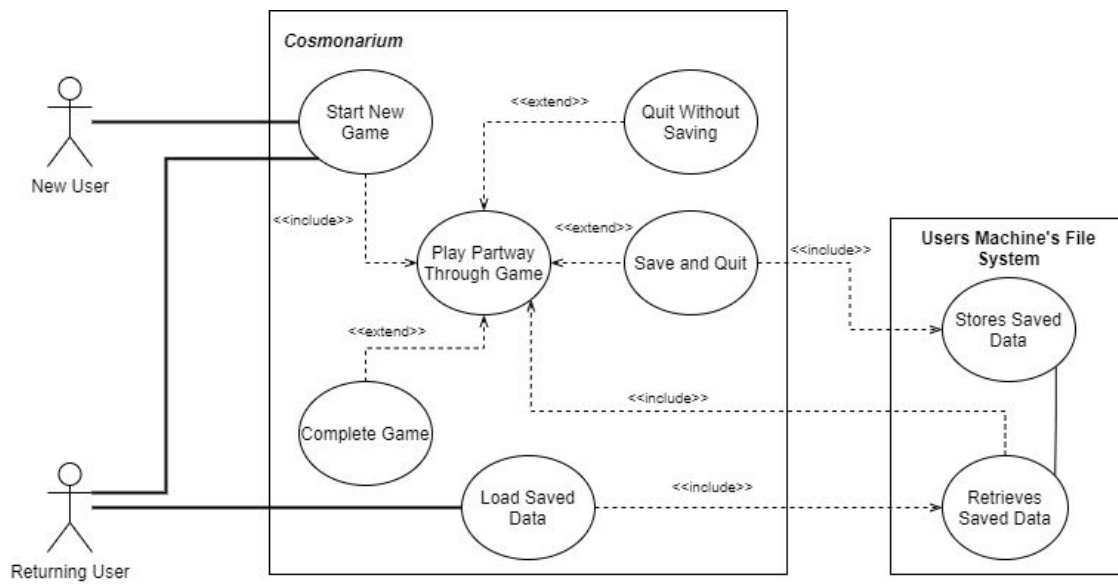 Cosmonarium
Start New
Game
<<extend>>
Quit Without
Saving
New User
<<include>>
Play Partway
Through Game
<<extend>>
Save and Quit
<<include>>
Users Machine's File
System
Stores Saved
Data
<<extend>>
Complete Game
<<include>>
Load Saved
Data
<<include>>
Retrieves
Saved Data
Returning User